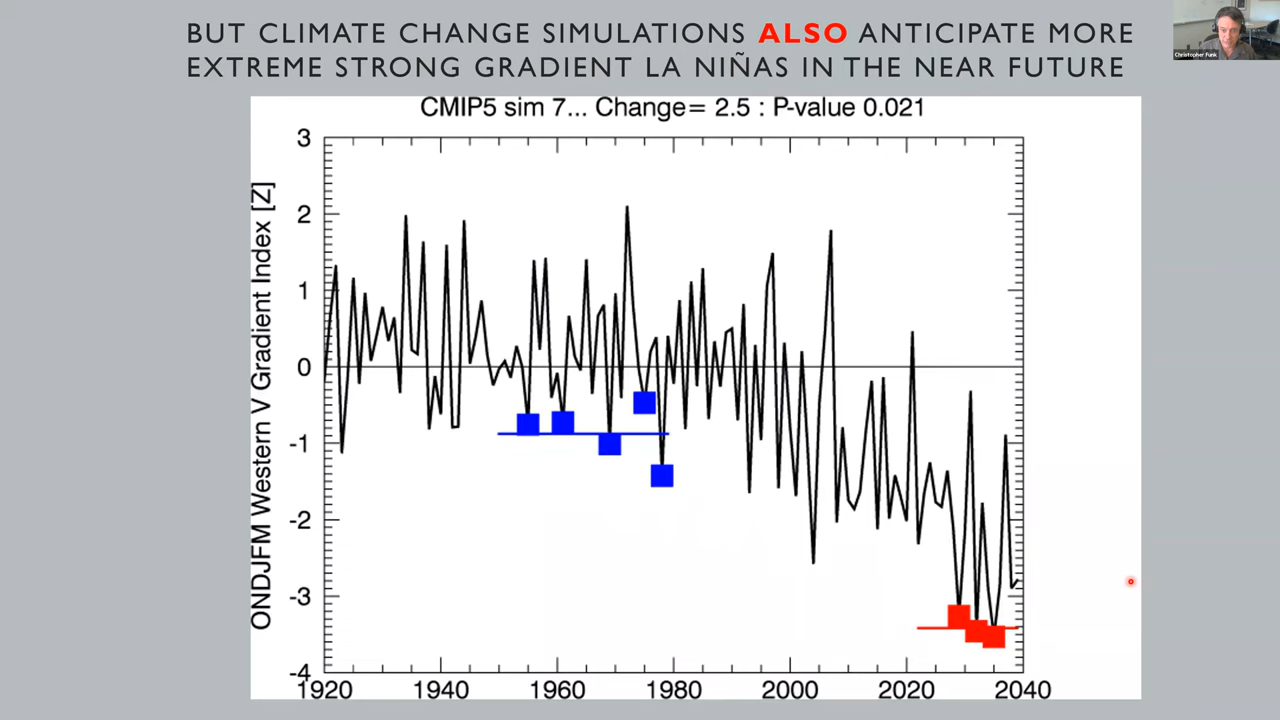 BUT CLIMATE CHANGE SIMULATIONS ALSO ANTICIPATE MORE
EXTREME STRONG GRADIENT LA NIÑAS IN THE NEAR FUTURE
Christopher Funk
CMIP5 sim 7... Change= 2.5 : P-value 0.021
ONDJFM Western V Gradient Index [Z]
3
2
1
0
-1
-2
-3
-4
1920 1940 1960 1980 2000 2020 2040